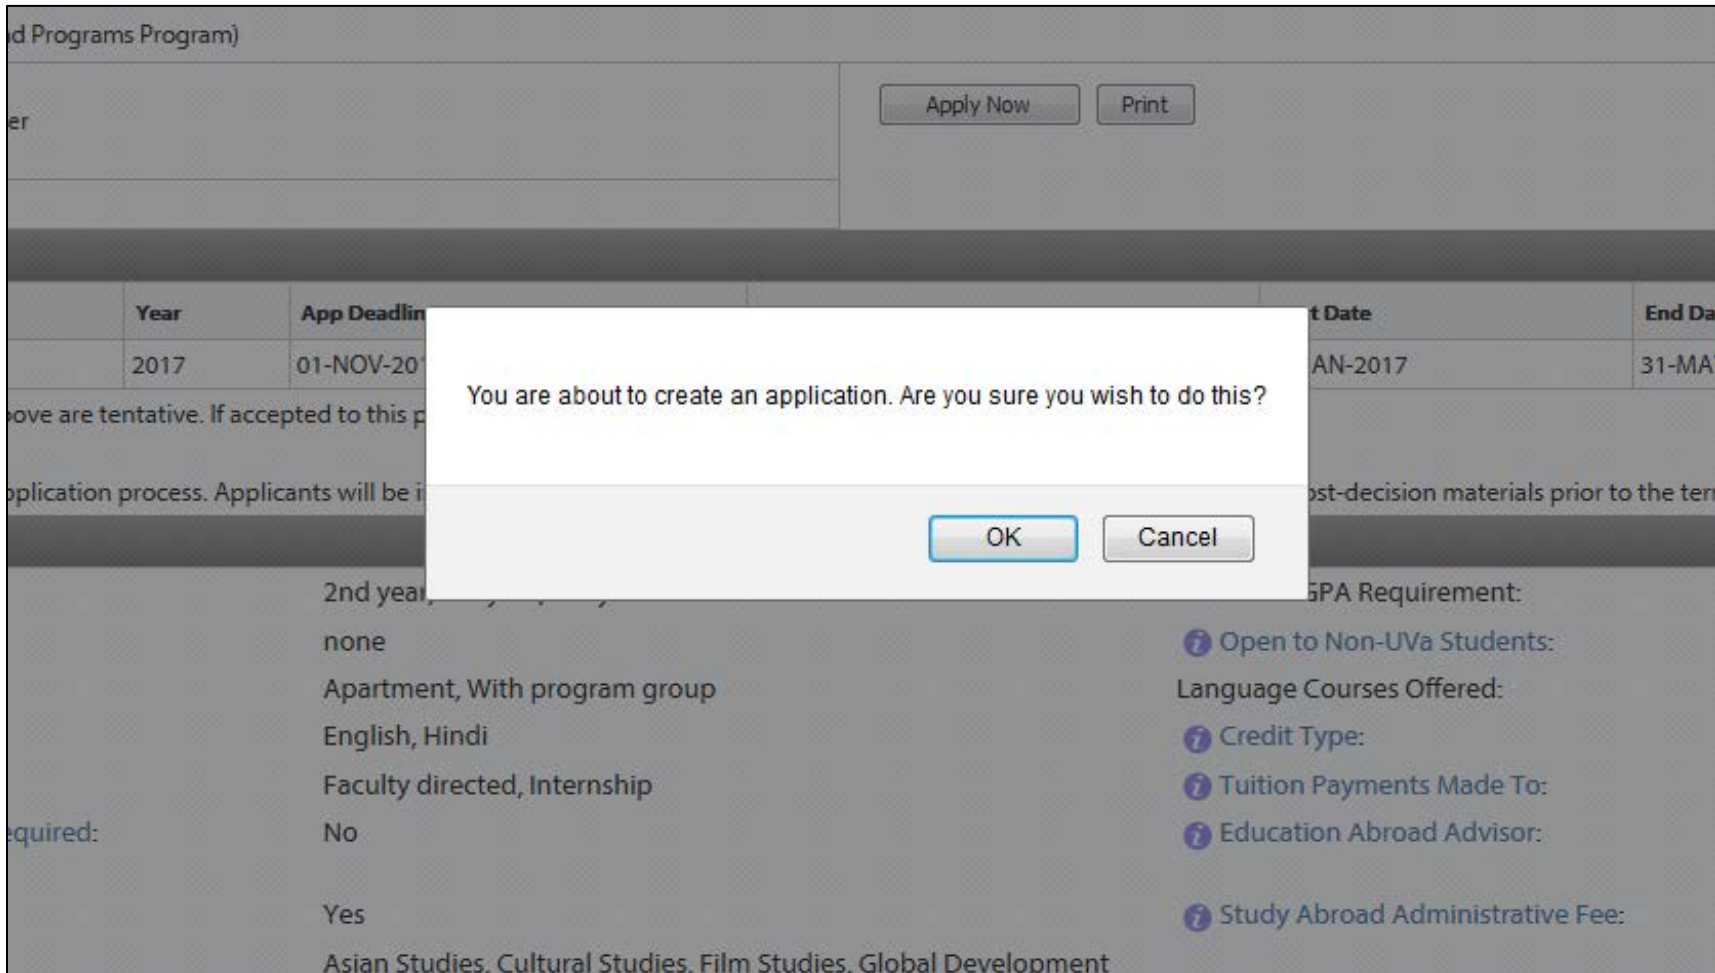 d Programs Program)
er
Apply Now Print
Year App Deadlin t Date End Da
2017 01-NOV-20 AN-2017 31-MA
ove are tentative. If accepted to this p
plication process. Applicants will be i st-decision materials prior to the ter
You are about to create an application. Are you sure you wish to do this?
OK Cancel
2nd year, GPA Requirement:
none Open to Non-UVa Students:
Apartment, With program group Language Courses Offered:
English, Hindi Credit Type:
Faculty directed, Internship Tuition Payments Made To:
equired: No Education Abroad Advisor:
Yes Study Abroad Administrative Fee:
Asian Studies, Cultural Studies, Film Studies, Global Development